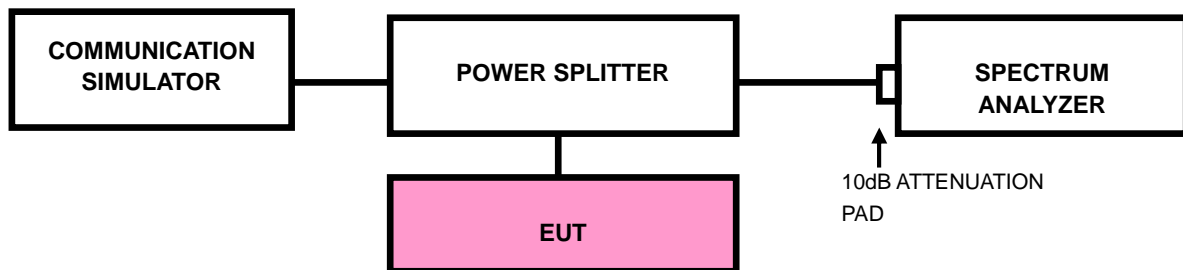 COMMUNICATION
SIMULATOR
POWER SPLITTER
SPECTRUM
ANALYZER
10dB ATTENUATION
PAD
EUT